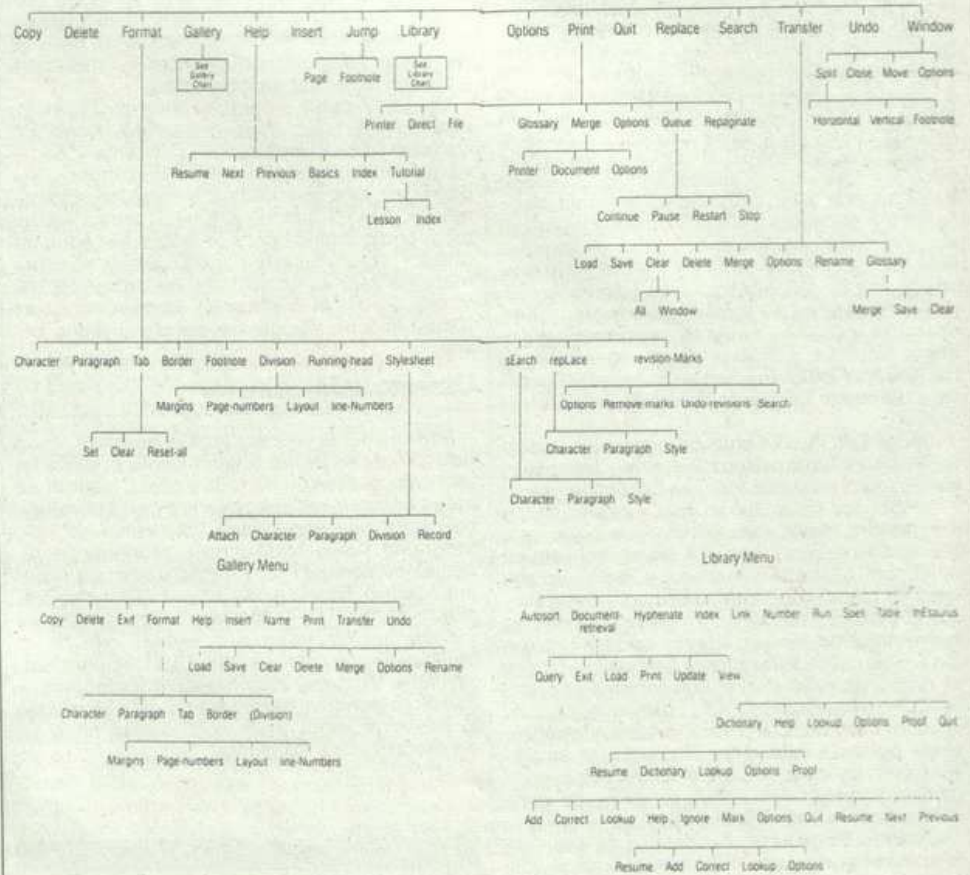 Copy Delete Format Gallery Help Insert Jump Library Options Print Quit Replace Search Transfer Undo Window
See Gallery Chart
See Library Chart
Page Footnote
Split Close Move Options
Printer Direct File Glossary Merge Options Queue Repaginate
Horizontal Vertical Footnote
Resume Next Previous Basics Index Tutorial
Printer Document Options
Lesson Index
Continue Pause Restart Stop
Load Save Clear Delete Merge Options Rename Glossary
All Window
Merge Save Clear
Character Paragraph Tab Border Footnote Division Running-head Stylesheet sEarch repLace revision-Marks
Margins Page-numbers Layout line-Numbers
Options Remove-marks Undo-revisions Search
Set Clear Reset-all
Character Paragraph Style
Character Paragraph Style
Attach Character Paragraph Division Record
Gallery Menu
Library Menu
Copy Delete Exit Format Help Insert Name Print Transfer Undo
Autosort Document-retrieval Hyphenate Index Link Number Run Spell Table thEsaurus
Load Save Clear Delete Merge Options Rename
Query Exit Load Print Update View
Character Paragraph Tab Border (Division)
Dictionary Help Lookup Options Proof Quit
Margins Page-numbers Layout line-Numbers
Resume Dictionary Lookup Options Proof
Add Correct Lookup Help Ignore Mark Options Quit Resume Next Previous
Resume Add Correct Lookup Options